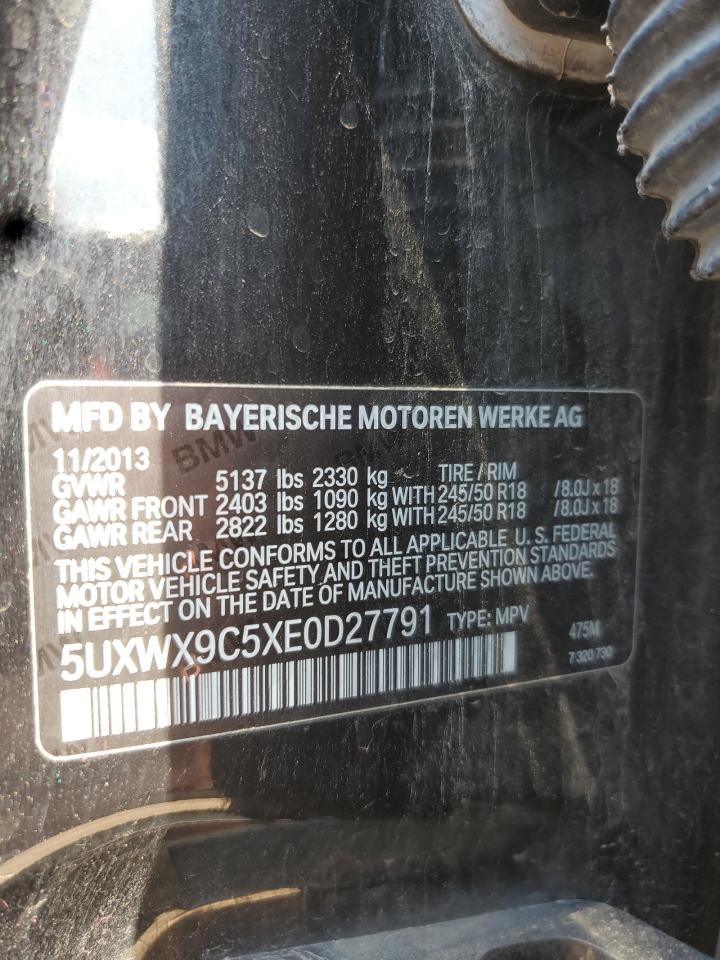 MFD BY BAYERISCHE MOTOREN WERKE AG
11/2013 TIRE / RIM
GVWR 5137 lbs 2330 kg
GAWR FRONT 2403 lbs 1090 kg WITH 245/50 R18 /8.0J x 18
GAWR REAR 2822 lbs 1280 kg WITH 245/50 R18 /8.0J x 18
THIS VEHICLE CONFORMS TO ALL APPLICABLE U.S. FEDERAL
MOTOR VEHICLE SAFETY AND THEFT PREVENTION STANDARDS
IN EFFECT ON THE DATE OF MANUFACTURE SHOWN ABOVE.
5UXWX9C5XE0D27791 TYPE: MPV 475M
7 320 730